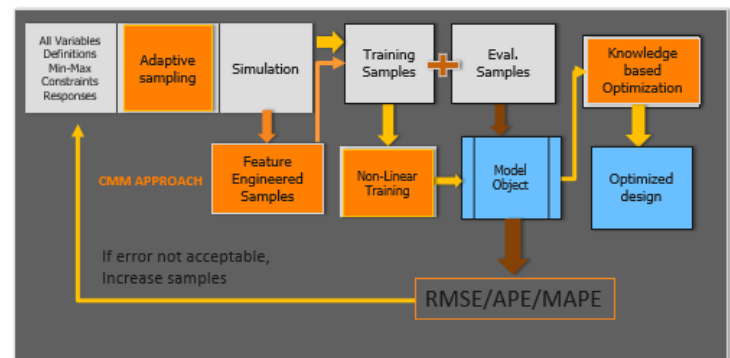 All Variables
Definitions
Min-Max
Constraints
Responses
Adaptive
sampling
Simulation
Training
Samples
Eval.
Samples
Knowledge
based
Optimization
CMM APPROACH
Feature
Engineered
Samples
Non-Linear
Training
Model
Object
Optimized
design
If error not acceptable,
Increase samples
RMSE/APE/MAPE